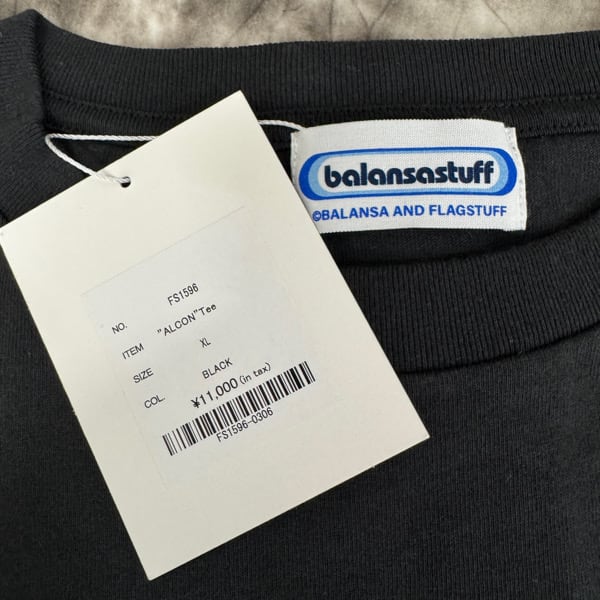 balansastuff
©BALANSA AND FLAGSTUFF
NO. FS1596
ITEM "ALCON"Tee
SIZE XL
COL. BLACK
¥11,000(in tax)
FS1596-0306